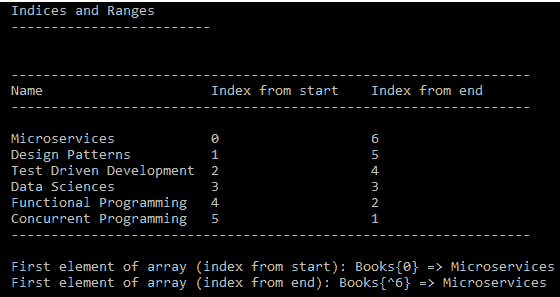 Indices and Ranges
-------------------------
-----------------------------------------------------------------
Name Index from start Index from end
-----------------------------------------------------------------
Microservices 0 6
Design Patterns 1 5
Test Driven Development 2 4
Data Sciences 3 3
Functional Programming 4 2
Concurrent Programming 5 1
-----------------------------------------------------------------
First element of array (index from start): Books{0} => Microservices
First element of array (index from end): Books{^6} => Microservices